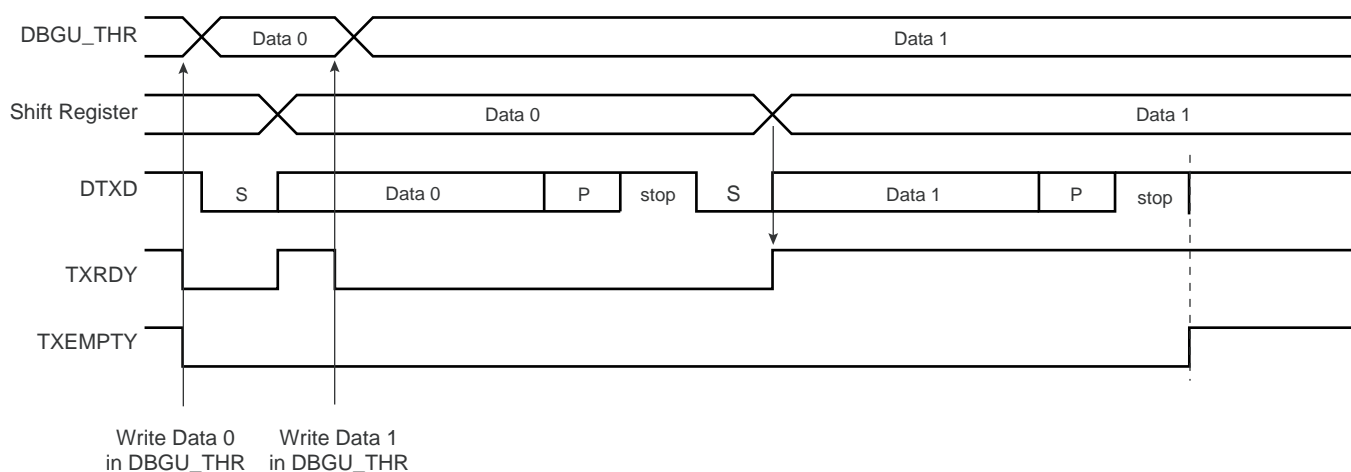 DBGU_THR Data 0 Data 1
Shift Register Data 0 Data 1
DTXD S Data 0 P stop S Data 1 P stop
TXRDY
TXEMPTY
Write Data 0 Write Data 1
in DBGU_THR in DBGU_THR